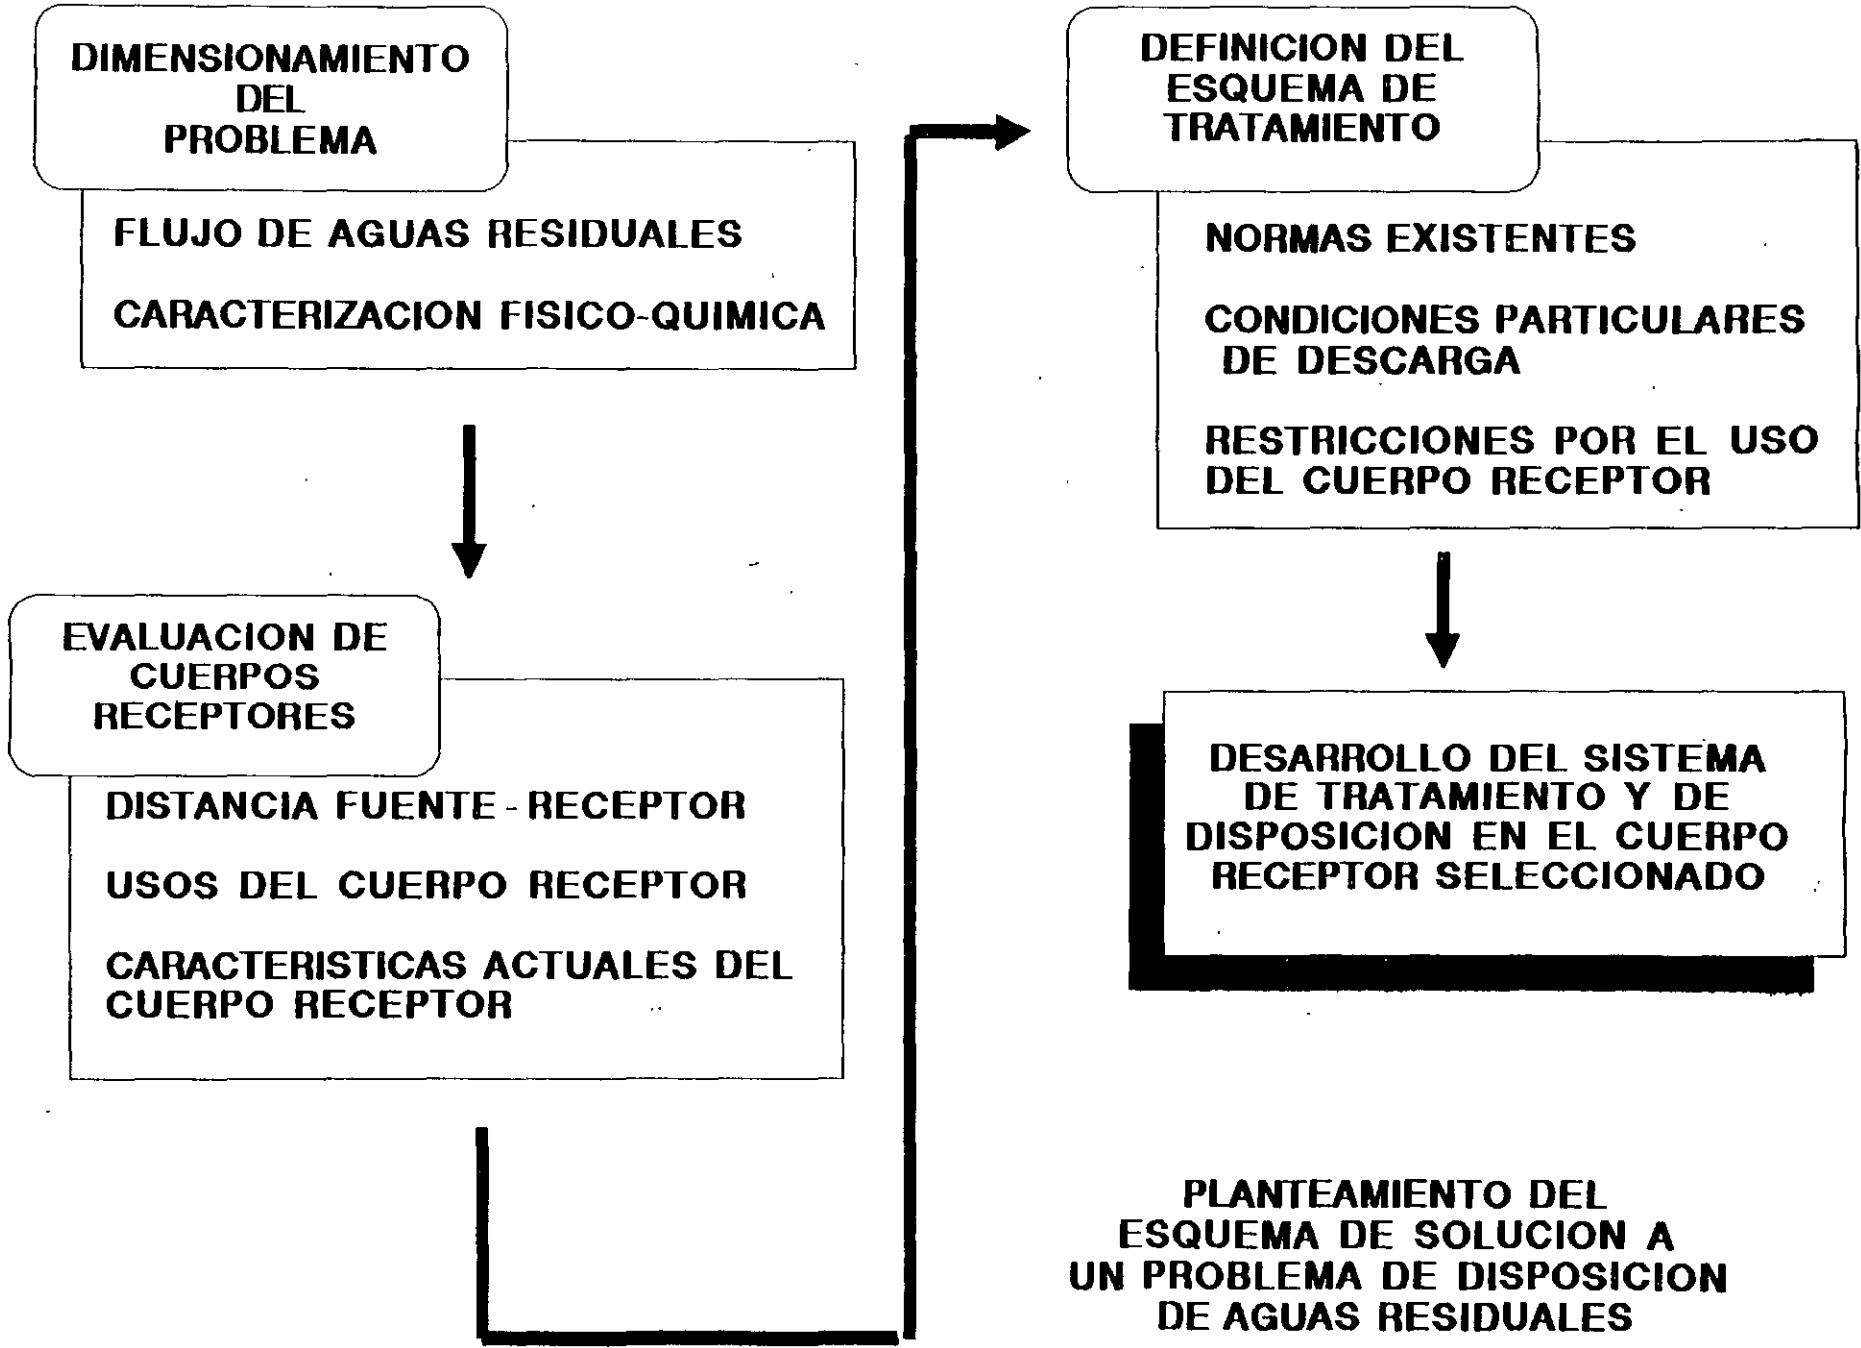 DIMENSIONAMIENTO
DEL
PROBLEMA
FLUJO DE AGUAS RESIDUALES
CARACTERIZACION FISICO-QUIMICA
EVALUACION DE
CUERPOS
RECEPTORES
DISTANCIA FUENTE-RECEPTOR
USOS DEL CUERPO RECEPTOR
CARACTERISTICAS ACTUALES DEL
CUERPO RECEPTOR
DEFINICION DEL
ESQUEMA DE
TRATAMIENTO
NORMAS EXISTENTES
CONDICIONES PARTICULARES
DE DESCARGA
RESTRICCIONES POR EL USO
DEL CUERPO RECEPTOR
DESARROLLO DEL SISTEMA
DE TRATAMIENTO Y DE
DISPOSICION EN EL CUERPO
RECEPTOR SELECCIONADO
PLANTEAMIENTO DEL
ESQUEMA DE SOLUCION A
UN PROBLEMA DE DISPOSICION
DE AGUAS RESIDUALES